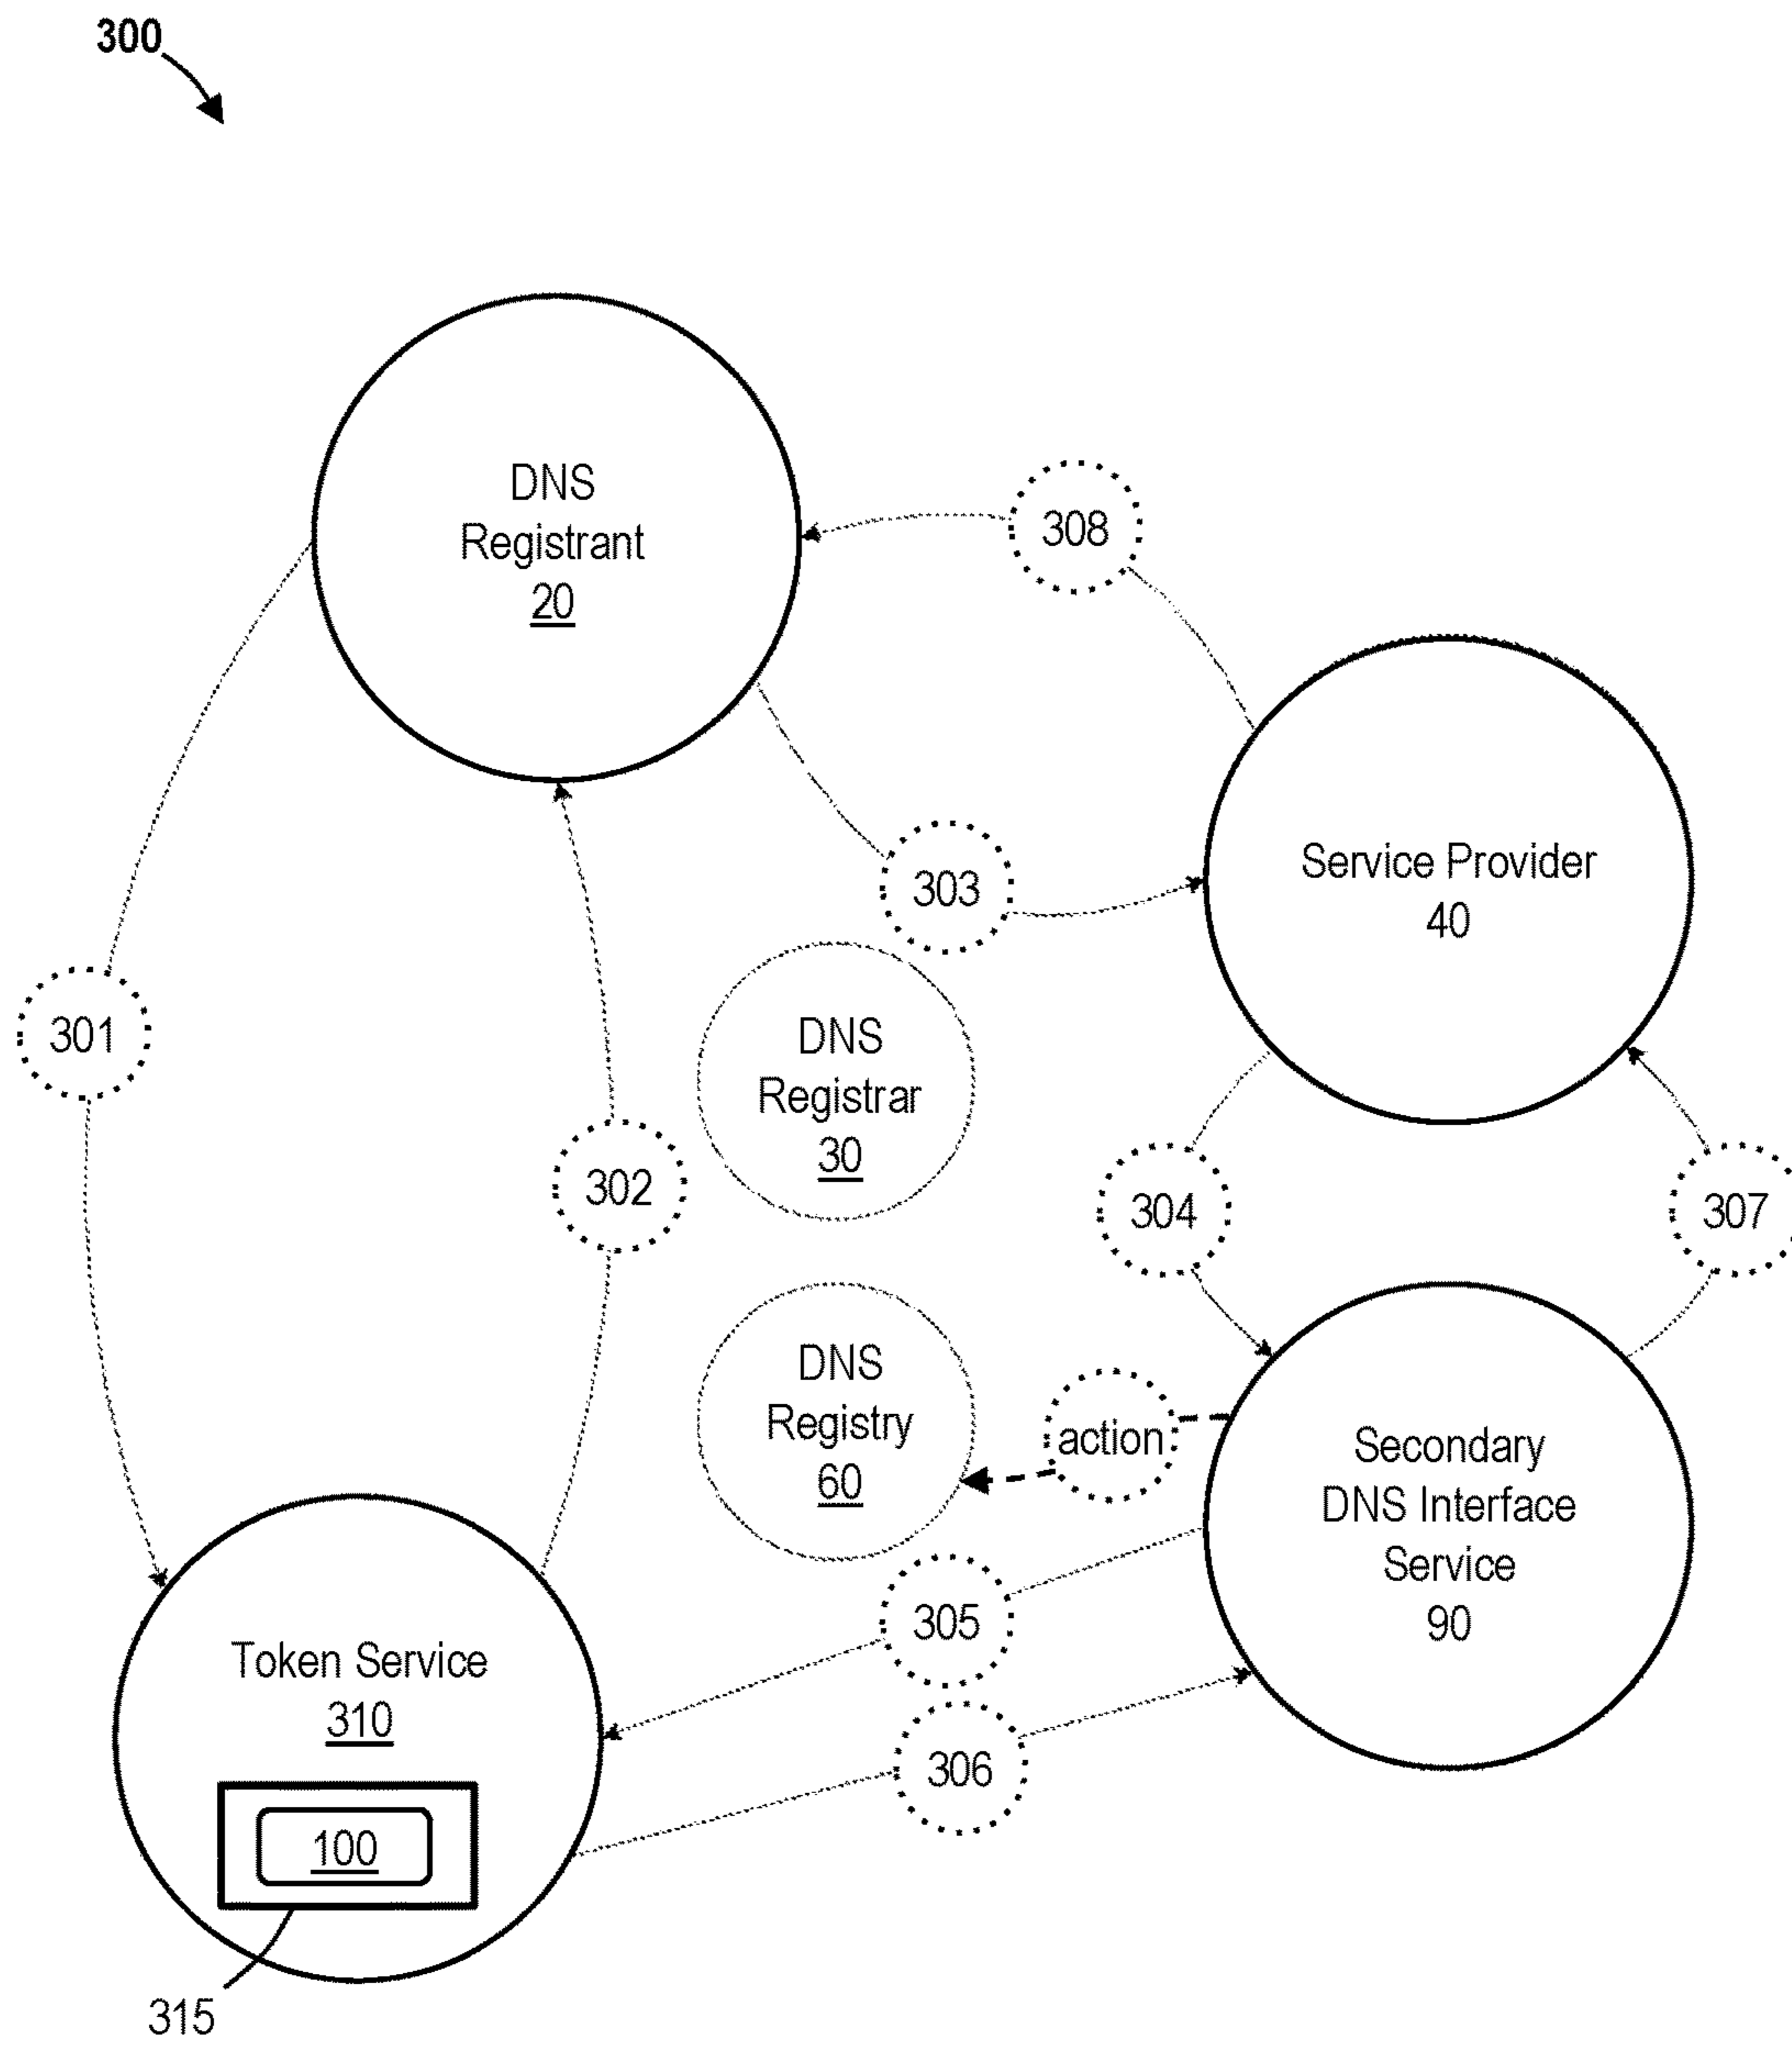 300
DNS
Registrant
20
308
303
Service Provider
40
301
DNS
Registrar
30
302
304
307
DNS
Registry
60
action
Secondary
DNS Interface
Service
90
305
Token Service
310
306
100
315